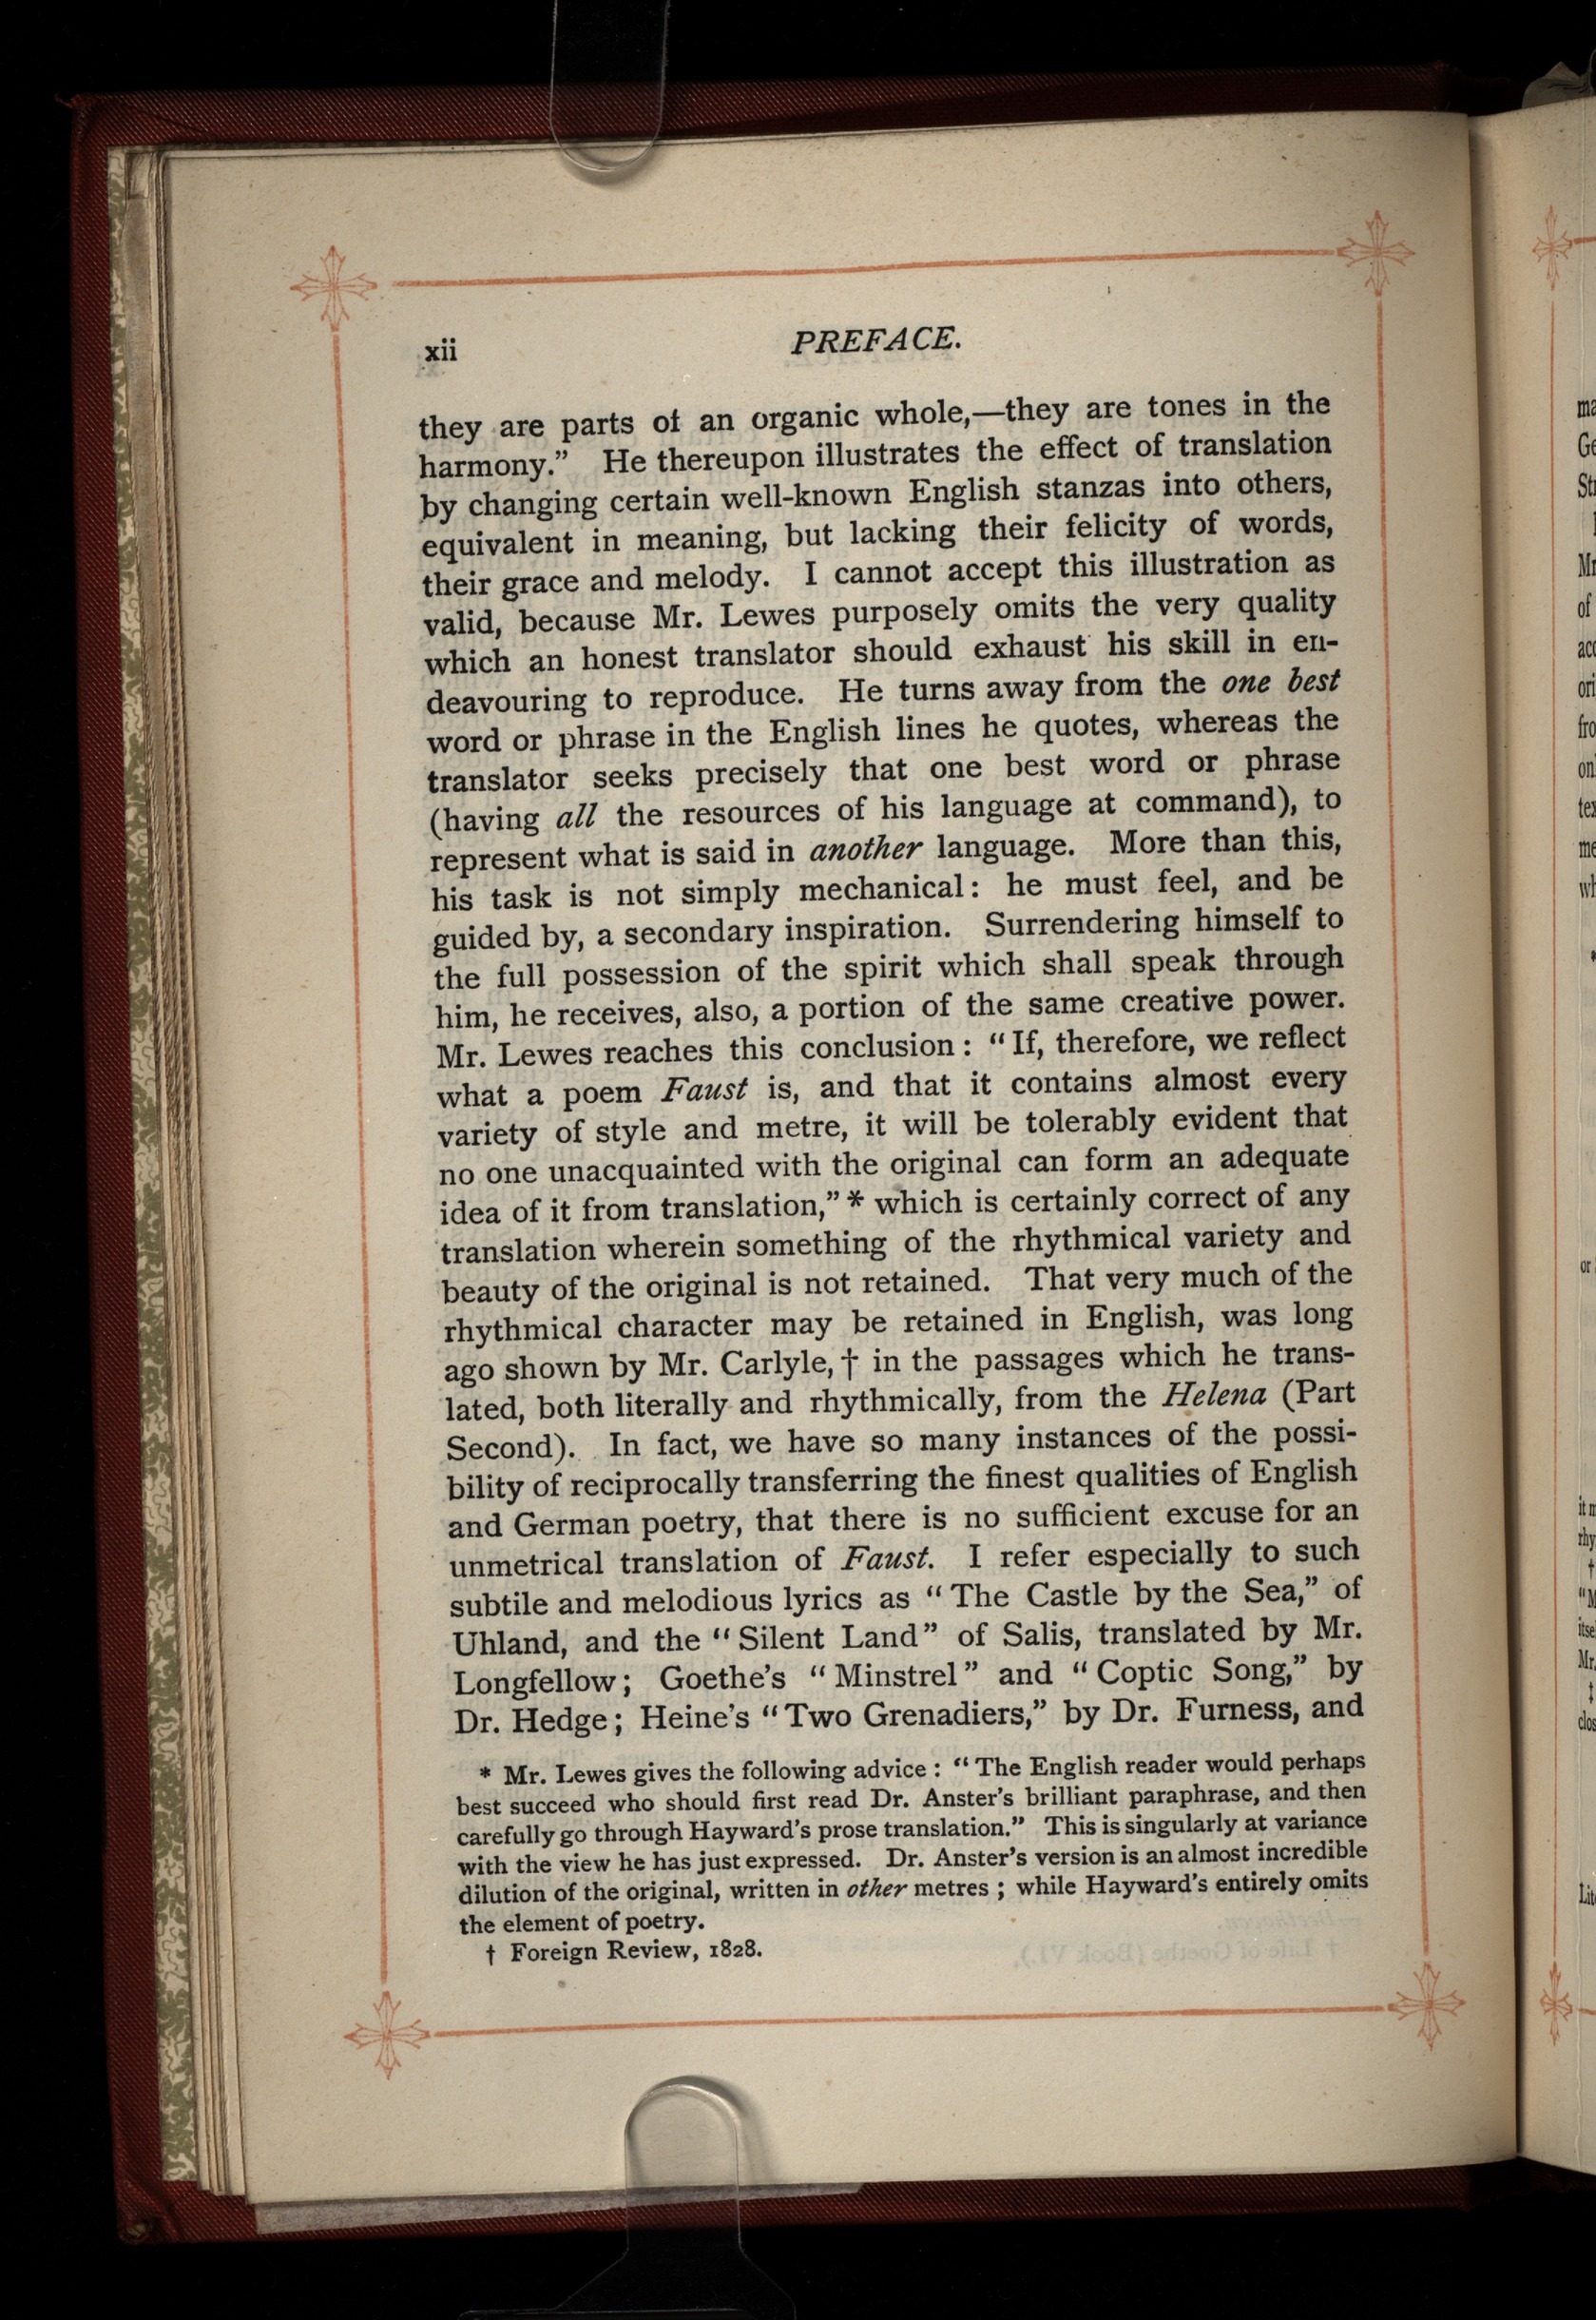 xii
PREFACE.
they are parts of an organic whole,—they are tones in the
harmony.” He thereupon illustrates the effect of translation
by changing certain well-known English stanzas into others,
equivalent in meaning, but lacking their felicity of words,
their grace and melody. I cannot accept this illustration as
valid, because Mr. Lewes purposely omits the very quality
which an honest translator should exhaust his skill in en-
deavouring to reproduce. He turns away from the one best
word or phrase in the English lines he quotes, whereas the
translator seeks precisely that one best word or phrase
(having all the resources of his language at command), to
represent what is said in another language. More than this,
his task is not simply mechanical: he must feel, and be
guided by, a secondary inspiration. Surrendering himself to
the full possession of the spirit which shall speak through
him, he receives, also, a portion of the same creative power.
Mr. Lewes reaches this conclusion: “If, therefore, we reflect
what a poem Faust is, and that it contains almost every
variety of style and metre, it will be tolerably evident that
no one unacquainted with the original can form an adequate
idea of it from translation,”* which is certainly correct of any
translation wherein something of the rhythmical variety and
beauty of the original is not retained. That very much of the
rhythmical character may be retained in English, was long
ago shown by Mr. Carlyle,† in the passages which he trans-
lated, both literally and rhythmically, from the Helena (Part
Second). In fact, we have so many instances of the possi-
bility of reciprocally transferring the finest qualities of English
and German poetry, that there is no sufficient excuse for an
unmetrical translation of Faust. I refer especially to such
subtile and melodious lyrics as “The Castle by the Sea,” of
Uhland, and the “Silent Land” of Salis, translated by Mr.
Longfellow; Goethe’s “Minstrel” and “Coptic Song,” by
Dr. Hedge; Heine’s “Two Grenadiers,” by Dr. Furness, and
* Mr. Lewes gives the following advice: “The English reader would perhaps
best succeed who should first read Dr. Anster’s brilliant paraphrase, and then
carefully go through Hayward’s prose translation.” This is singularly at variance
with the view he has just expressed. Dr. Anster’s version is an almost incredible
dilution of the original, written in other metres; while Hayward’s entirely omits
the element of poetry.
† Foreign Review, 1828.